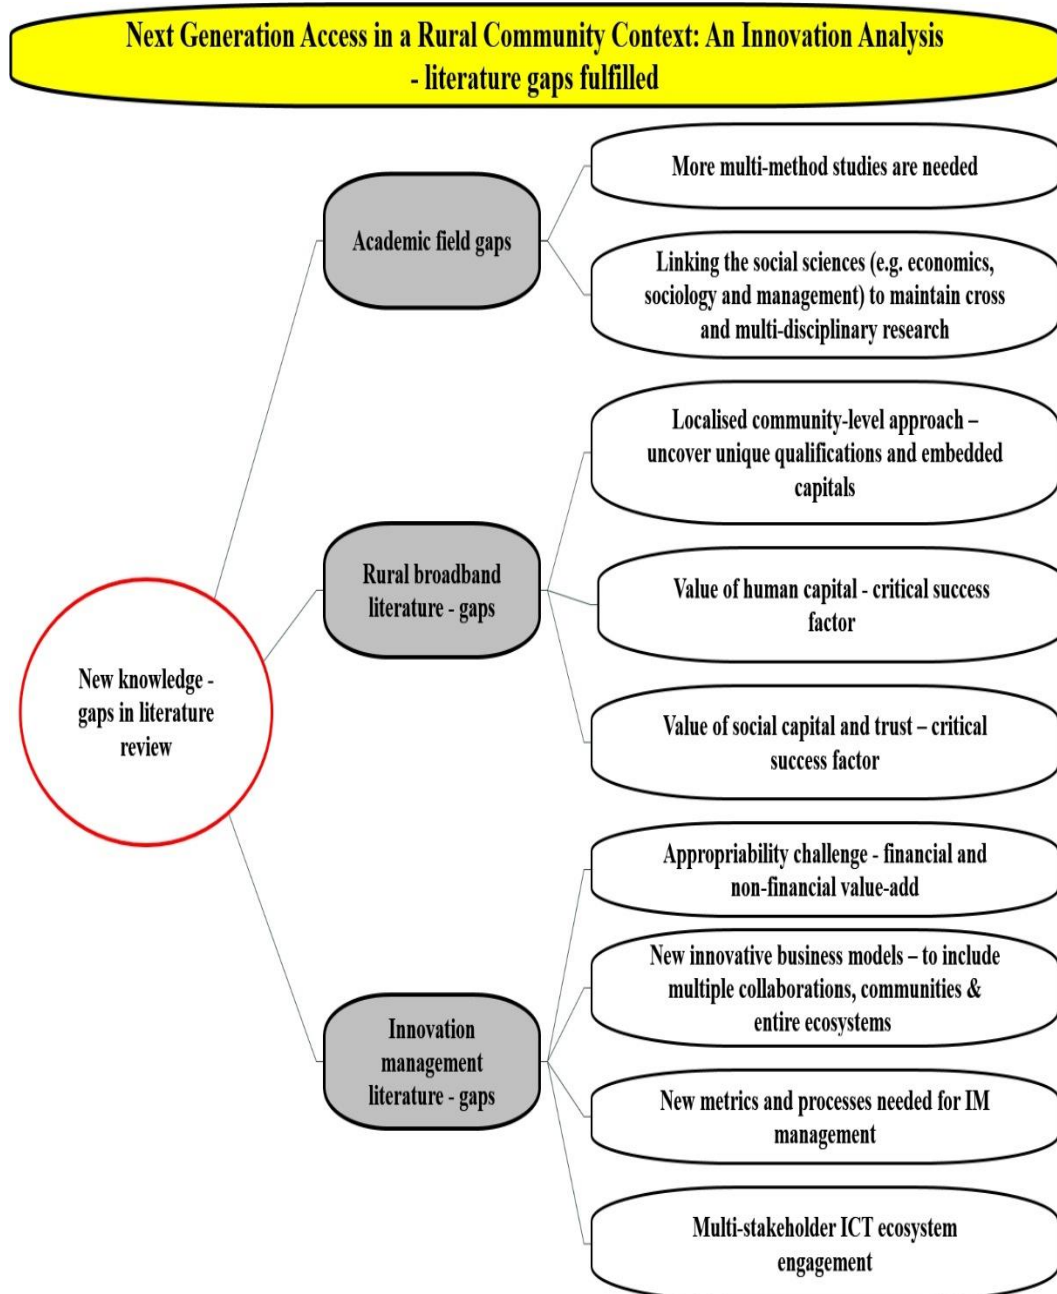 Next Generation Access in a Rural Community Context: An Innovation Analysis
- literature gaps fulfilled
New knowledge -
gaps in literature
review
Academic field gaps
More multi-method studies are needed
Linking the social sciences (e.g. economics,
sociology and management) to maintain cross
and multi-disciplinary research
Rural broadband
literature - gaps
Localised community-level approach –
uncover unique qualifications and embedded
capitals
Value of human capital - critical success
factor
Value of social capital and trust – critical
success factor
Innovation
management
literature - gaps
Appropriability challenge - financial and
non-financial value-add
New innovative business models – to include
multiple collaborations, communities &
entire ecosystems
New metrics and processes needed for IM
management
Multi-stakeholder ICT ecosystem
engagement